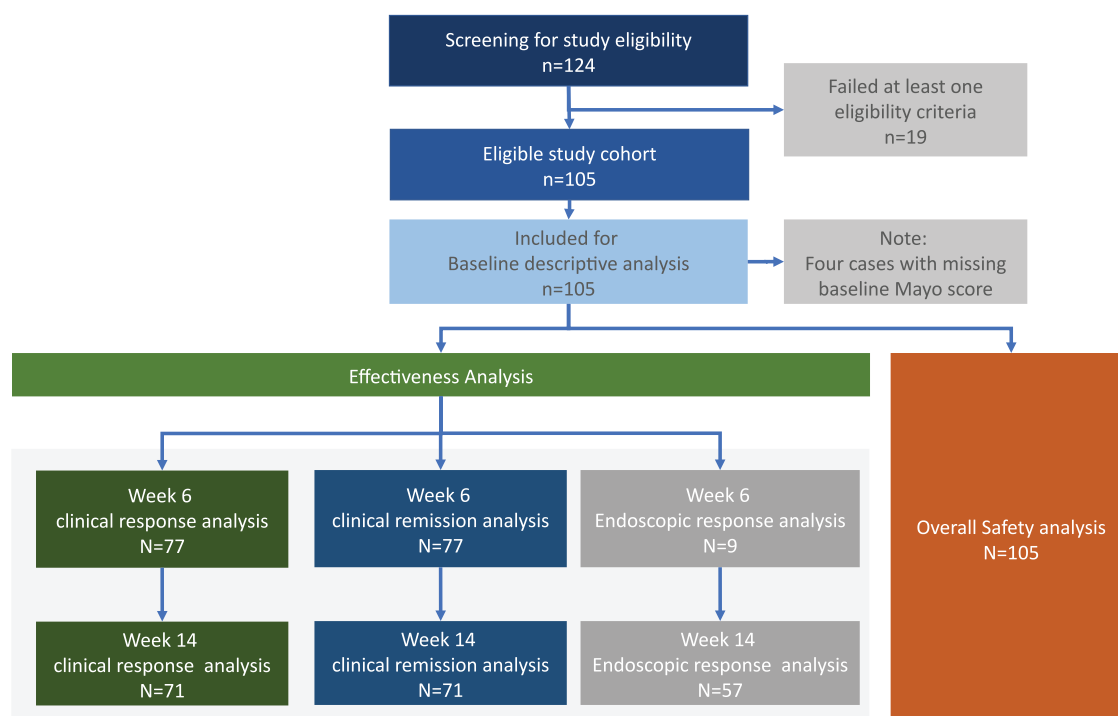 Screening for study eligibility
n=124
Failed at least one
eligibility criteria
n=19
Eligible study cohort
n=105
Included for
Baseline descriptive analysis
n=105
Note:
Four cases with missing
baseline Mayo score
Effectiveness Analysis
Week 6
clinical response analysis
N=77
Week 6
clinical remission analysis
N=77
Week 6
Endoscopic response analysis
N=9
Overall Safety analysis
N=105
Week 14
clinical response analysis
N=71
Week 14
clinical remission analysis
N=71
Week 14
Endoscopic response analysis
N=57